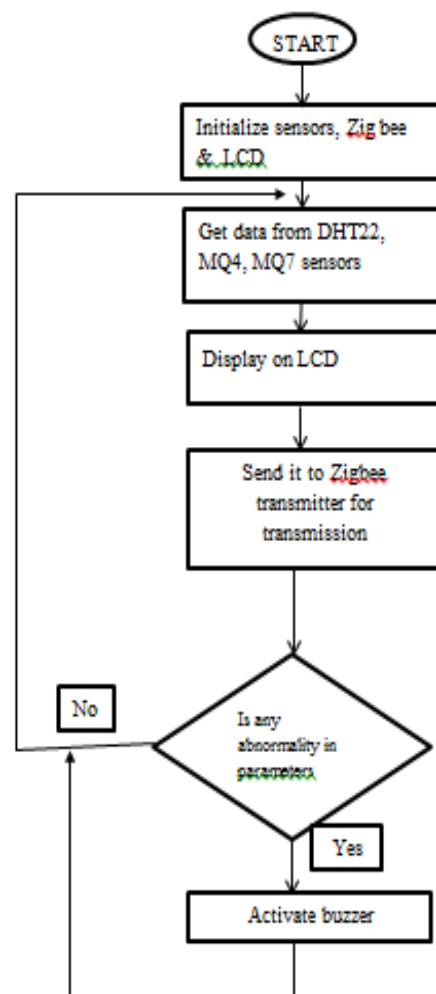 START
Initialize sensors, Zig bee
& LCD
Get data from DHT22,
MQ4, MQ7 sensors
Display on LCD
Send it to Zigbee
transmitter for
transmission
No
Is any
abnormality in
parameters
Yes
Activate buzzer